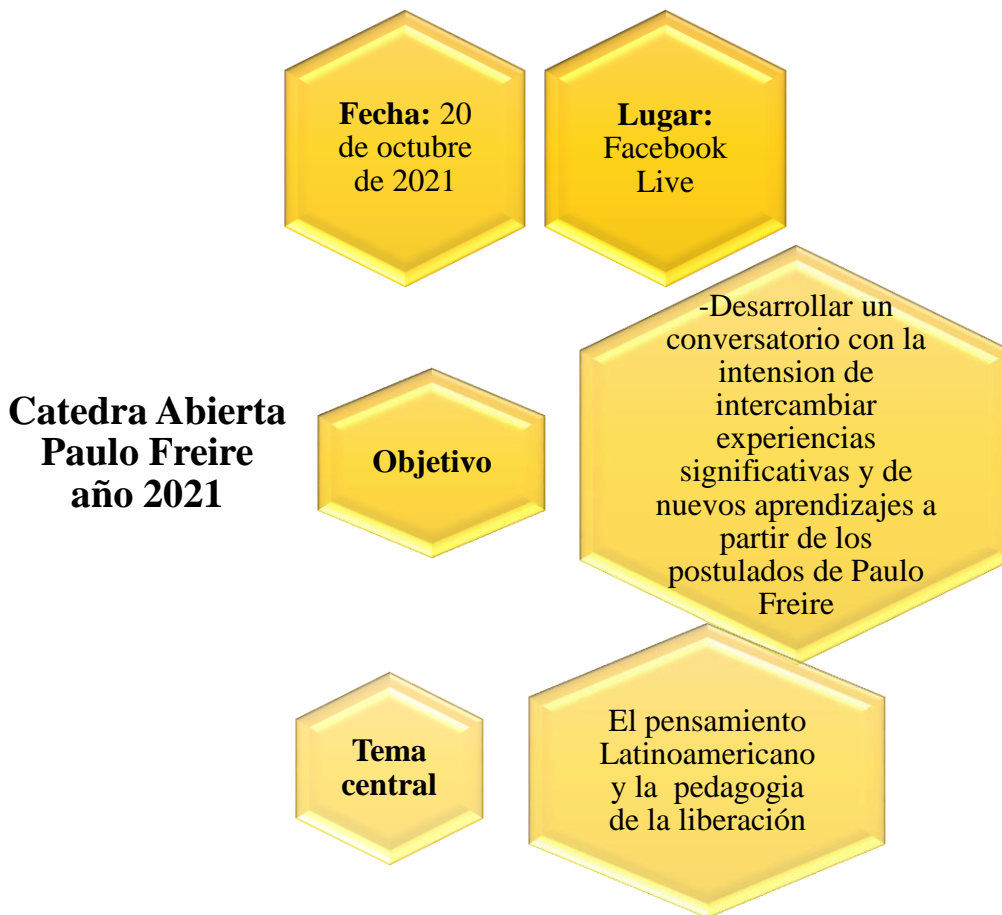 Fecha: 20
de octubre
de 2021
Lugar:
Facebook
Live
Catedra Abierta
Paulo Freire
año 2021
Objetivo
-Desarrollar un
conversatorio con la
intension de
intercambiar
experiencias
significativas y de
nuevos aprendizajes a
partir de los
postulados de Paulo
Freire
Tema
central
El pensamiento
Latinoamericano
y la  pedagogia
de la liberación